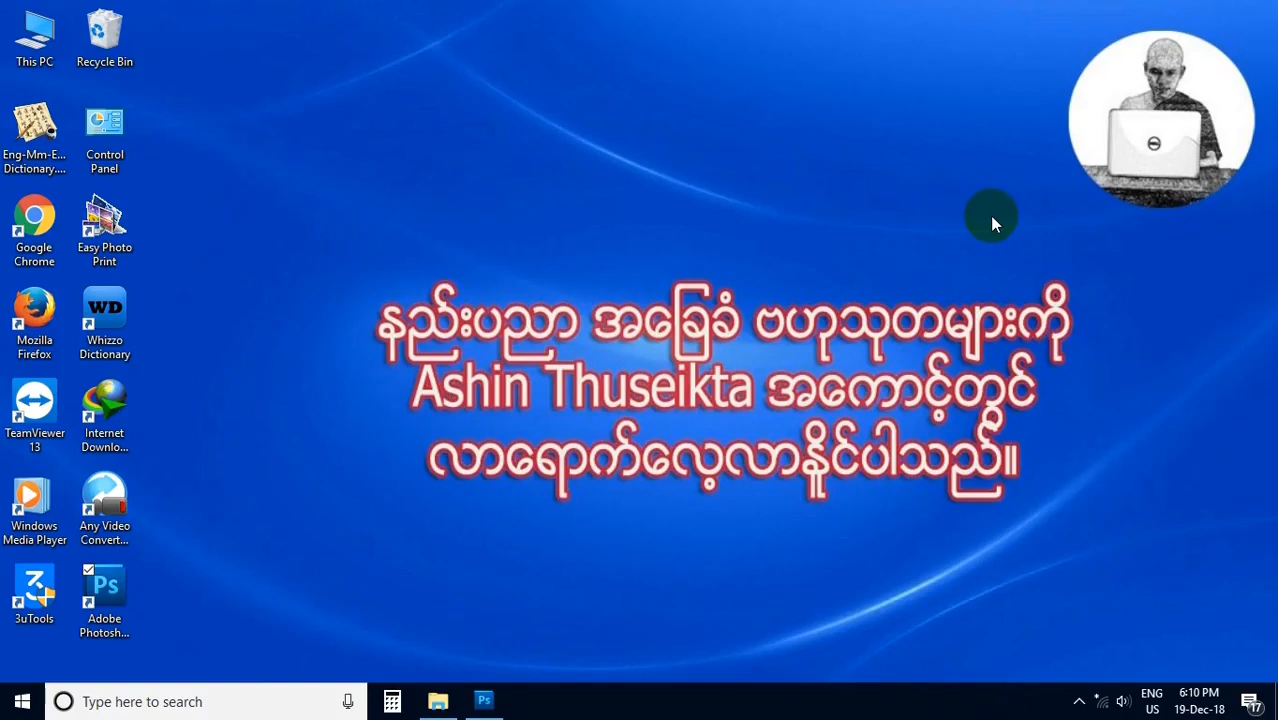 This PC
Recycle Bin
Eng-Mm-E...
Dictionary....
Control
Panel
Google
Chrome
Easy Photo
Print
Mozilla
Firefox
WD
Whizzo
Dictionary
TeamViewer
13
Internet
Downlo...
Windows
Media Player
Any Video
Convert...
3uTools
Ps
Adobe
Photosh...
နည်းပညာ အခြေခံ ဗဟုသုတများကို
Ashin Thuseikta အကောင့်တွင်
လာရောက်လေ့လာနိူင်ပါသည်။
Type here to search
Ps
ENG
US
6:10 PM
19-Dec-18
17